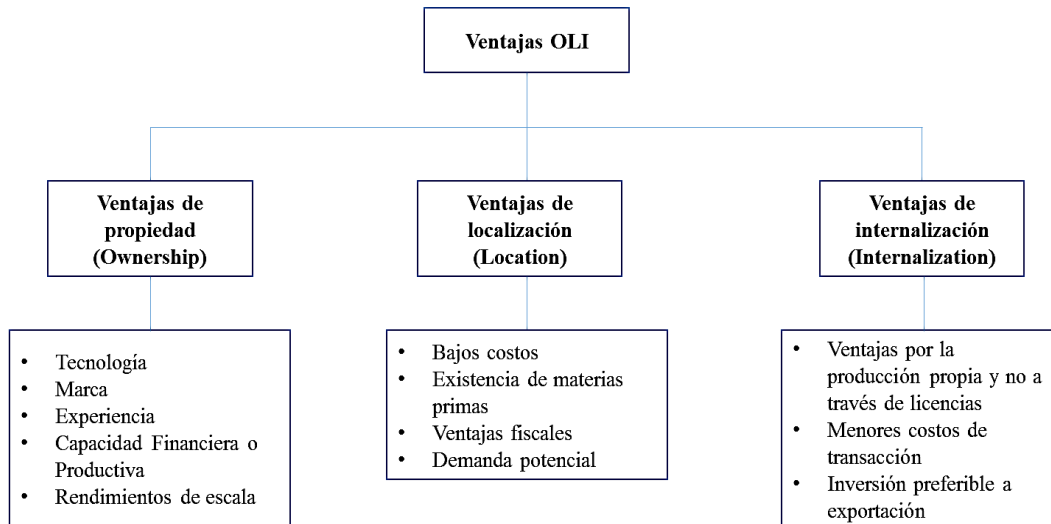 Ventajas OLI
Ventajas de
propiedad
(Ownership)
Ventajas de
localización
(Location)
Ventajas de
internalización
(Internalization)
• Tecnología
• Marca
• Experiencia
• Capacidad Financiera o
Productiva
• Rendimientos de escala
• Bajos costos
• Existencia de materias
primas
• Ventajas fiscales
• Demanda potencial
• Ventajas por la
producción propia y no a
través de licencias
• Menores costos de
transacción
• Inversión preferible a
exportación